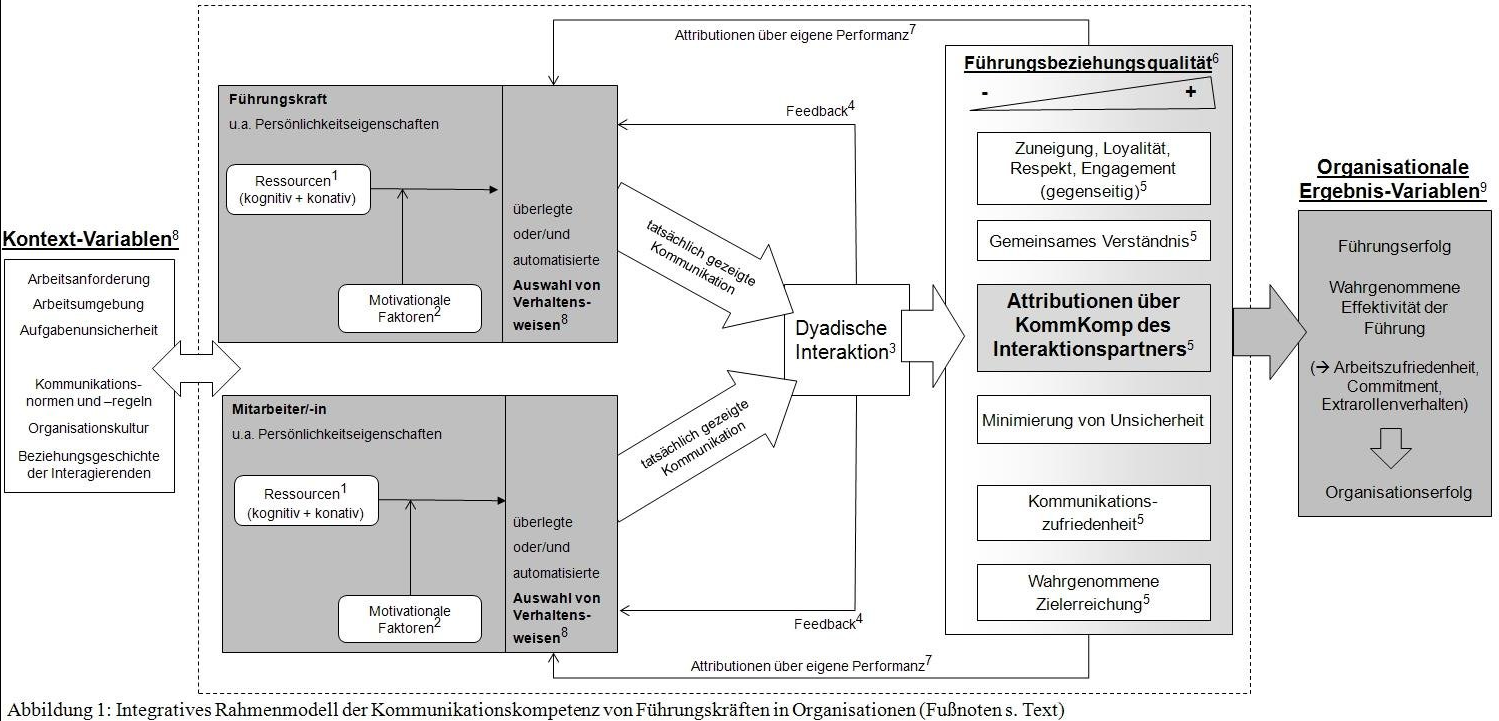 Attributionen über eigene Performanz7
Führungsbeziehungsqualität6
- +
Führungskraft
u.a. Persönlichkeitseigenschaften
Ressourcen1
(kognitiv + konativ)
Motivationale
Faktoren2
überlegte
oder/und
automatisierte
Auswahl von
Verhaltens-
weisen8
Feedback4
tatsächlich gezeigte
Kommunikation
Kontext-Variablen8
Arbeitsanforderung
Arbeitsumgebung
Aufgabenunsicherheit
Kommunikations-
normen und –regeln
Organisationskultur
Beziehungsgeschichte
der Interagierenden
Mitarbeiter/-in
u.a. Persönlichkeitseigenschaften
Ressourcen1
(kognitiv + konativ)
Motivationale
Faktoren2
überlegte
oder/und
automatisierte
Auswahl von
Verhaltens-
weisen8
tatsächlich gezeigte
Kommunikation
Feedback4
Attributionen über eigene Performanz7
Dyadische
Interaktion3
Zuneigung, Loyalität,
Respekt, Engagement
(gegenseitig)5
Gemeinsames Verständnis5
Attributionen über
KommKomp des
Interaktionspartners5
Minimierung von Unsicherheit
Kommunikations-
zufriedenheit5
Wahrgenommene
Zielerreichung5
Organisationale
Ergebnis-Variablen9
Führungserfolg
Wahrgenommene
Effektivität der
Führung
(→ Arbeitszufriedenheit,
Commitment,
Extrarollenverhalten)
Organisationserfolg
Abbildung 1: Integratives Rahmenmodell der Kommunikationskompetenz von Führungskräften in Organisationen (Fußnoten s. Text)